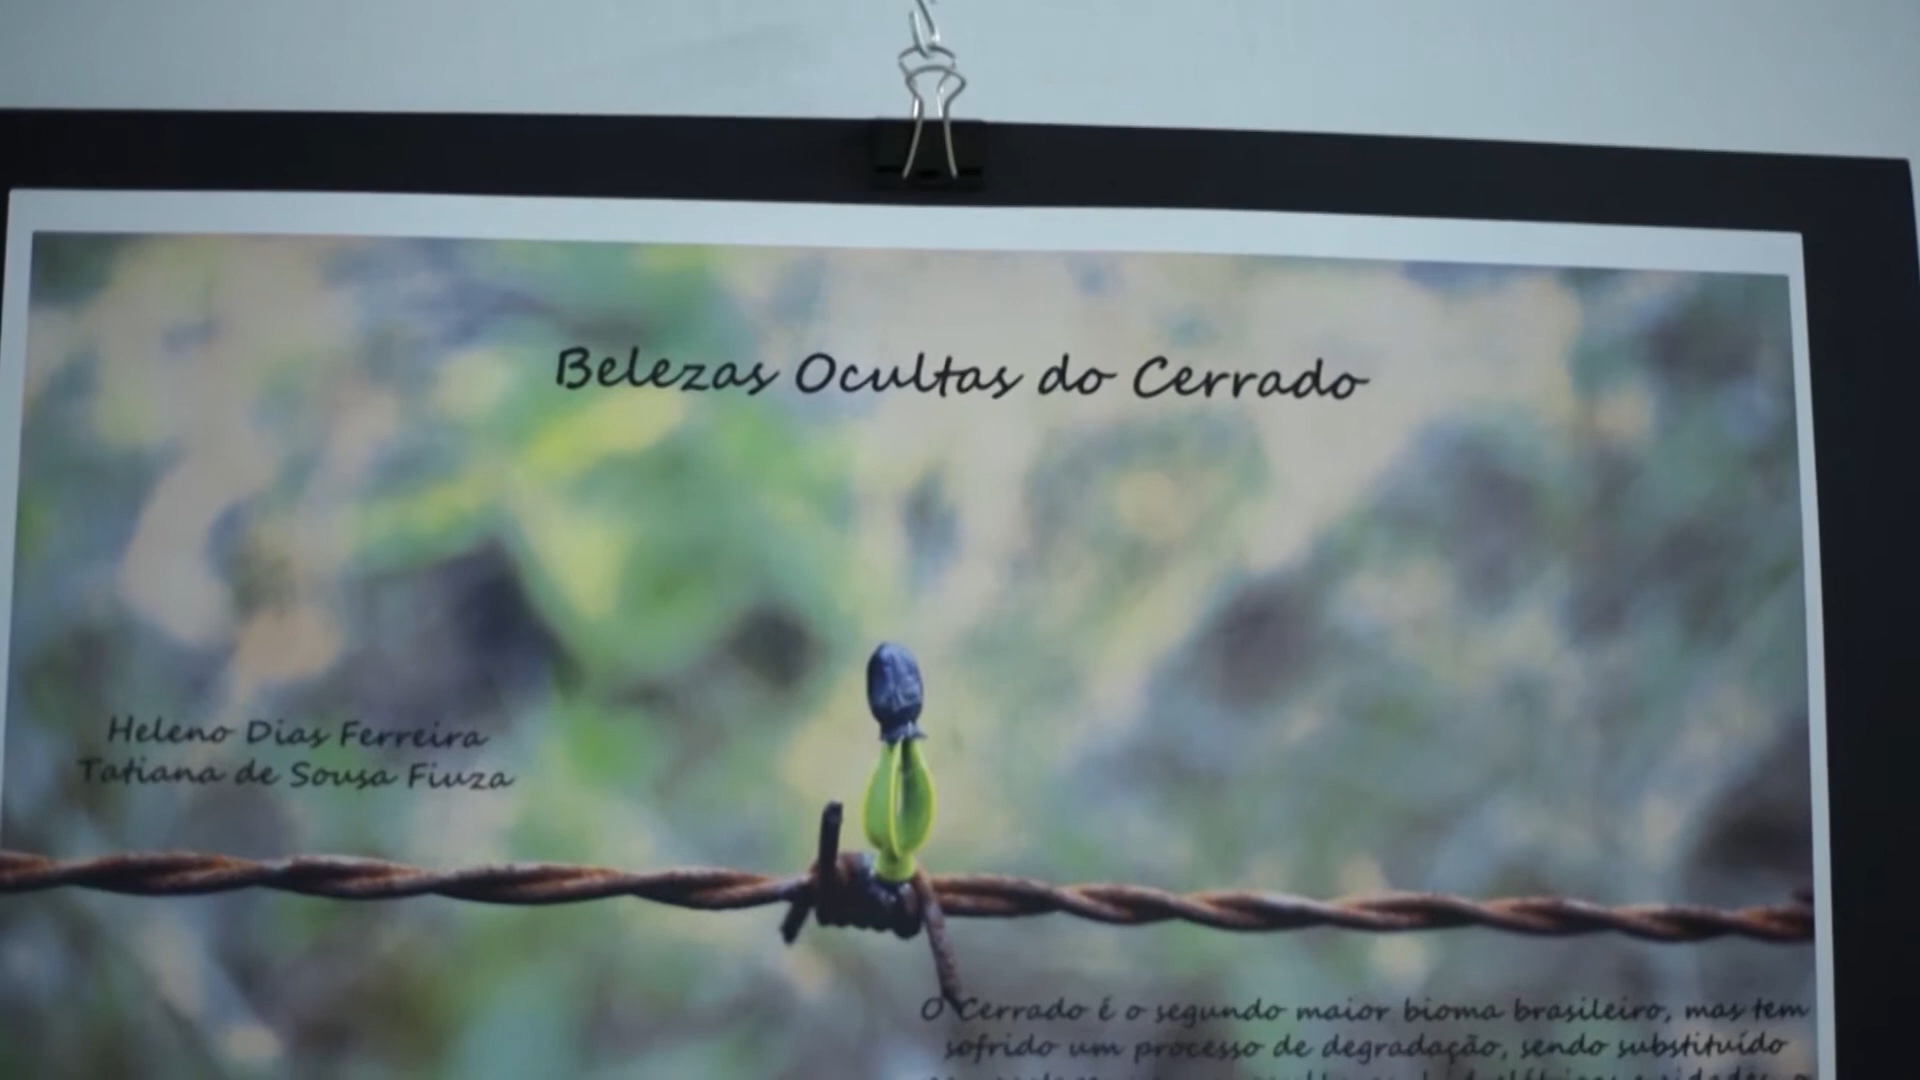 Belezas Ocultas do Cerrado
Heleno Dias Ferreira
Tatiana de Sousa Fiuza
O Cerrado é o segundo maior bioma brasileiro, mas tem
sofrido um processo de degradação, sendo substituído